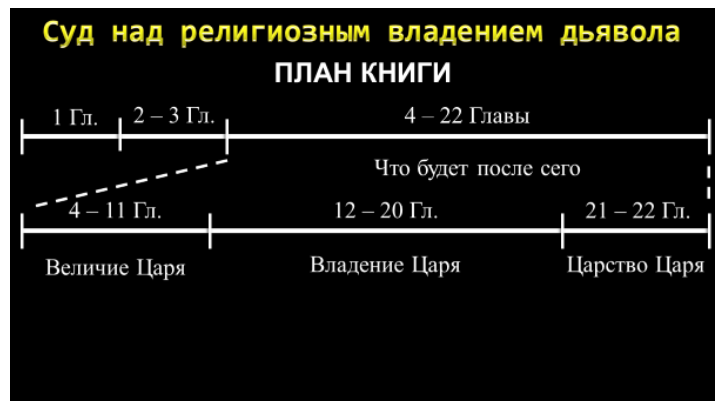 Суд над религиозным владением дьявола
ПЛАН КНИГИ
1 Гл. 2 – 3 Гл. 4 – 22 Главы
Что будет после сего
4 – 11 Гл. 12 – 20 Гл. 21 – 22 Гл.
Величие Царя Владение Царя Царство Царя